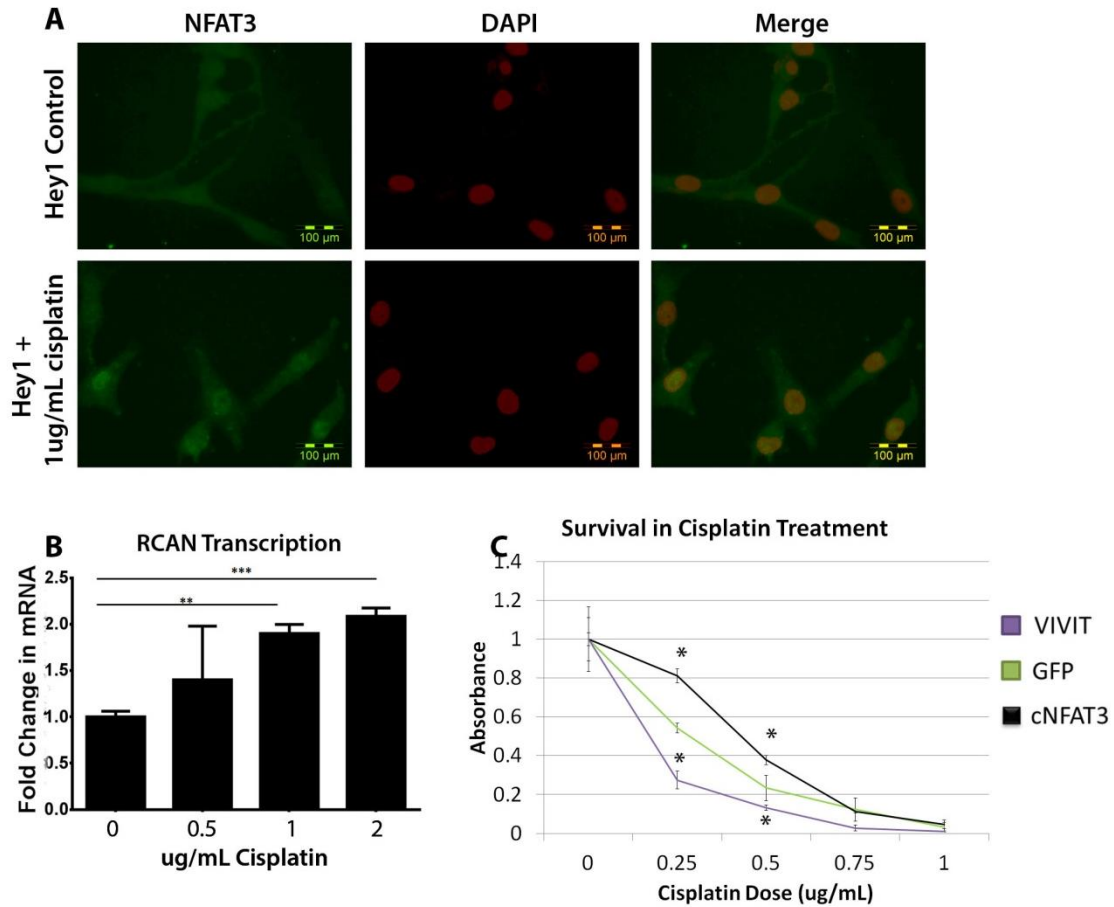 A
NFAT3
DAPI
Merge
Hey1 Control
100 µm
100 µm
100 µm
Hey1 +
1ug/mL cisplatin
100 µm
100 µm
100 µm
B
RCAN Transcription
Fold Change in mRNA
2.5
2.0
1.5
1.0
0.5
0.0
***
**
0 0.5 1 2
ug/mL Cisplatin
C
Survival in Cisplatin Treatment
Absorbance
1.4
1.2
1
0.8
0.6
0.4
0.2
0
*
*
*
*
0 0.25 0.5 0.75 1
Cisplatin Dose (ug/mL)
VIVIT
GFP
cNFAT3